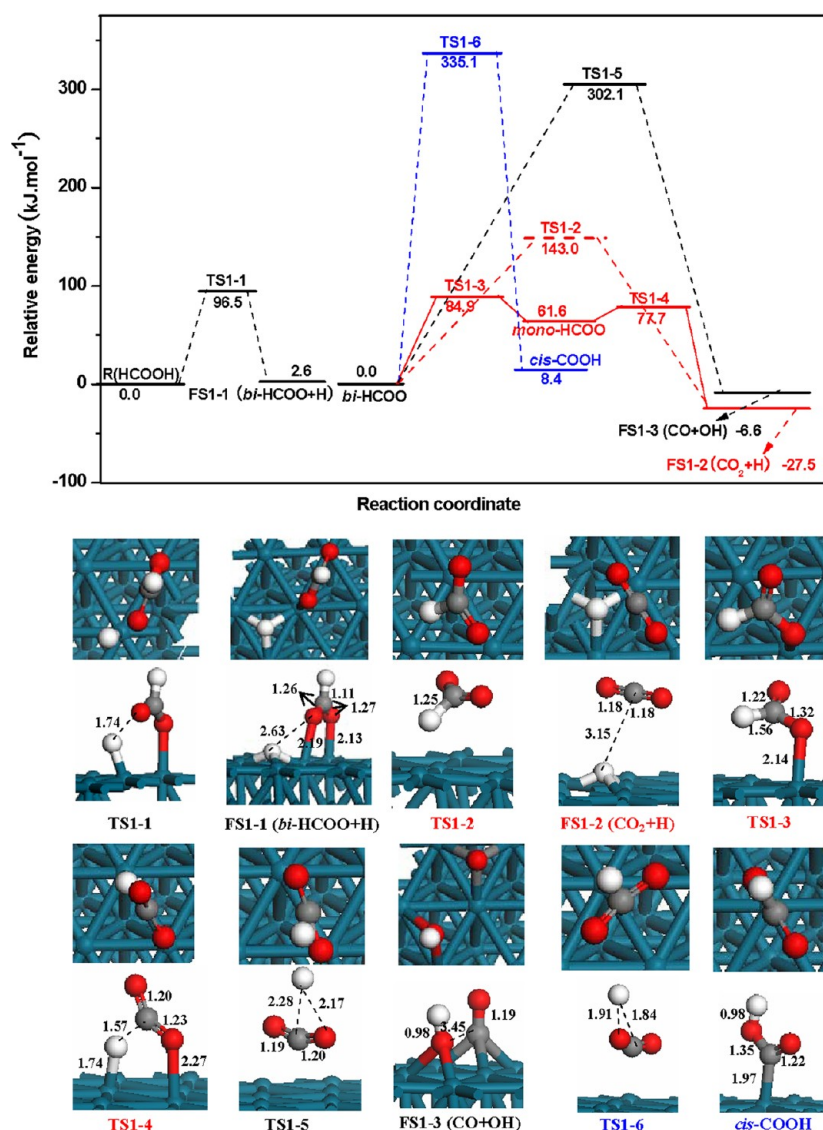 TS1-6
335.1
TS1-5
302.1
TS1-2
143.0
TS1-1
96.5
TS1-3
84.9
61.6
mono-HCOO
TS1-4
77.7
R(HCOOH)
0.0
2.6
FS1-1 (bi-HCOO+H)
0.0
bi-HCOO
cis-COOH
8.4
FS1-3 (CO+OH) -6.6
FS1-2 (CO2+H) -27.5
300
200
100
0
-100
Relative energy (kJ.mol⁻¹)
Reaction coordinate
1.74
1.26
1.11
1.27
2.63
2.19
2.13
1.25
1.18
1.18
3.15
1.22
1.32
1.56
2.14
TS1-1
FS1-1 (bi-HCOO+H)
TS1-2
FS1-2 (CO₂+H)
TS1-3
1.20
1.57
1.23
1.74
2.27
2.28
2.17
1.19
1.20
0.98
3.45
1.19
1.91
1.84
0.98
1.35
1.22
1.97
TS1-4
TS1-5
FS1-3 (CO+OH)
TS1-6
cis-COOH